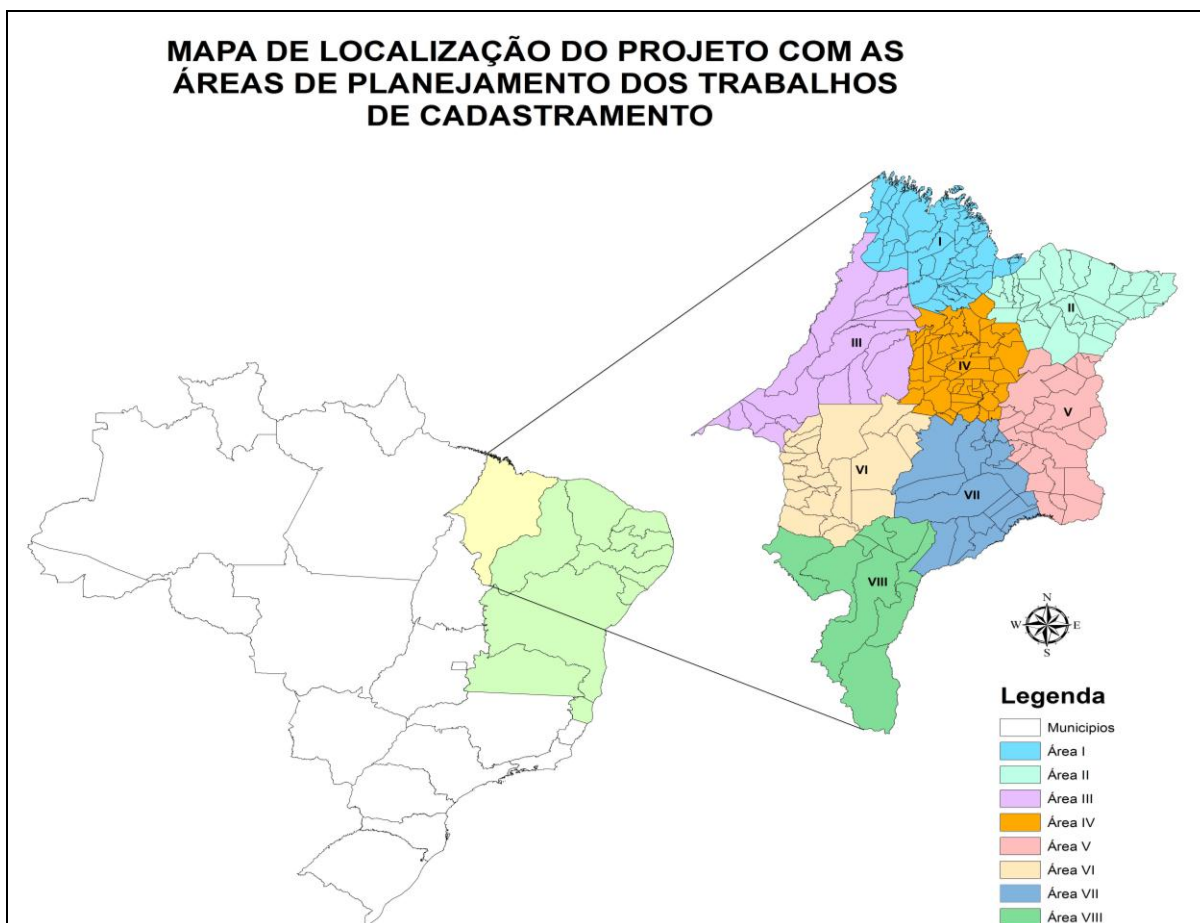 MAPA DE LOCALIZAÇÃO DO PROJETO COM AS
ÁREAS DE PLANEJAMENTO DOS TRABALHOS
DE CADASTRAMENTO
I
II
III
IV
V
VI
VII
VIII
N
W E
S
Legenda
Municipios
Área I
Área II
Área III
Área IV
Área V
Área VI
Área VII
Área VIII